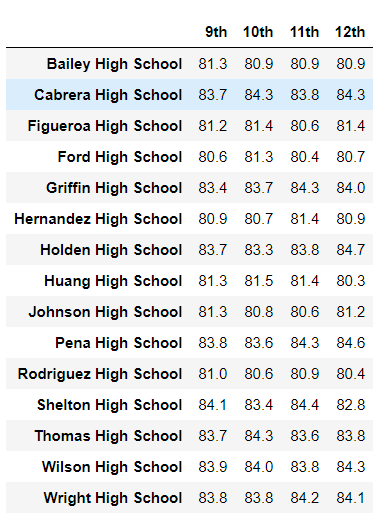 9th 10th 11th 12th
Bailey High School 81.3 80.9 80.9 80.9
Cabrera High School 83.7 84.3 83.8 84.3
Figueroa High School 81.2 81.4 80.6 81.4
Ford High School 80.6 81.3 80.4 80.7
Griffin High School 83.4 83.7 84.3 84.0
Hernandez High School 80.9 80.7 81.4 80.9
Holden High School 83.7 83.3 83.8 84.7
Huang High School 81.3 81.5 81.4 80.3
Johnson High School 81.3 80.8 80.6 81.2
Pena High School 83.8 83.6 84.3 84.6
Rodriguez High School 81.0 80.6 80.9 80.4
Shelton High School 84.1 83.4 84.4 82.8
Thomas High School 83.7 84.3 83.6 83.8
Wilson High School 83.9 84.0 83.8 84.3
Wright High School 83.8 83.8 84.2 84.1